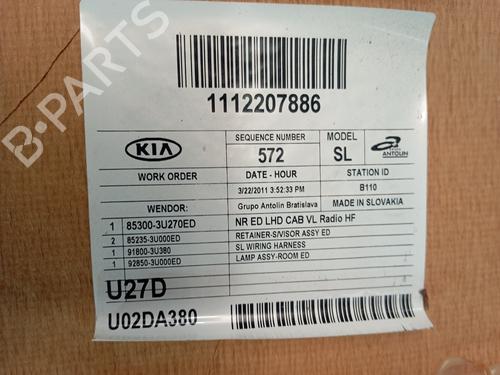 B-PARTS
1112207886
KIA
SEQUENCE NUMBER
MODEL
572
SL
ANTOLIN
WORK ORDER
DATE - HOUR
STATION ID
3/22/2011 3:52:33 PM
B110
WENDOR:
Grupo Antolin Bratislava
MADE IN SLOVAKIA
1 85300-3U270ED NR ED LHD CAB VL Radio HF
2 85235-3U000ED RETAINER-S/VISOR ASSY ED
1 91800-3U380 SL WIRING HARNESS
1 92850-3U000ED LAMP ASSY-ROOM ED
U27D
U02DA380